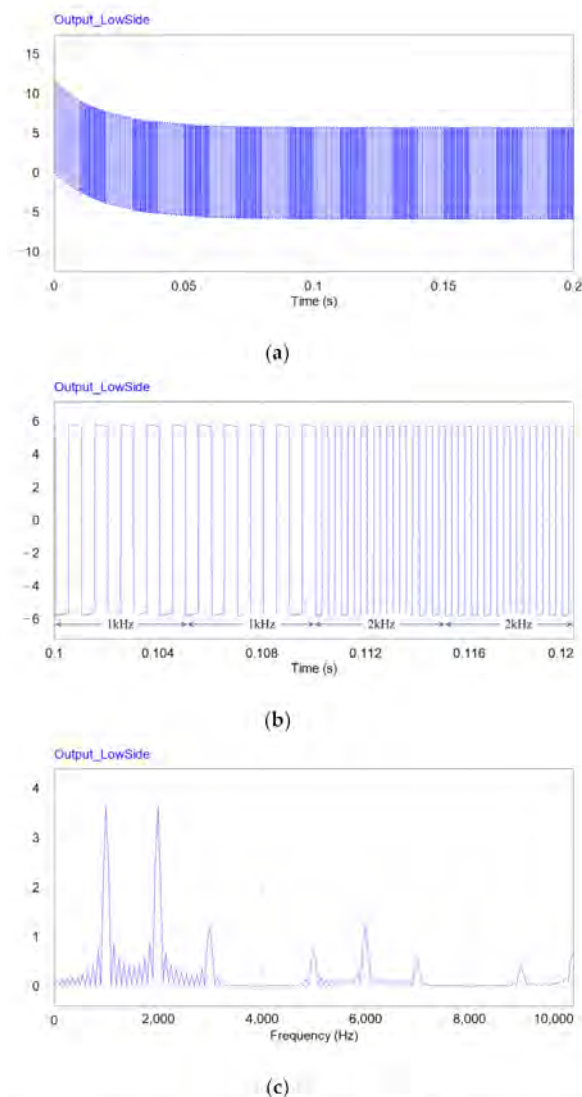 Output_LowSide
15
10
5
0
−5
−10
0 0.05 0.1 0.15 0.2
Time (s)
(a)
Output_LowSide
6
4
2
0
−2
−4
−6
1kHz 1kHz 2kHz 2kHz
0.1 0.104 0.108 0.112 0.116 0.12
Time (s)
(b)
Output_LowSide
4
3
2
1
0
0 2,000 4,000 6,000 8,000 10,000
Frequency (Hz)
(c)